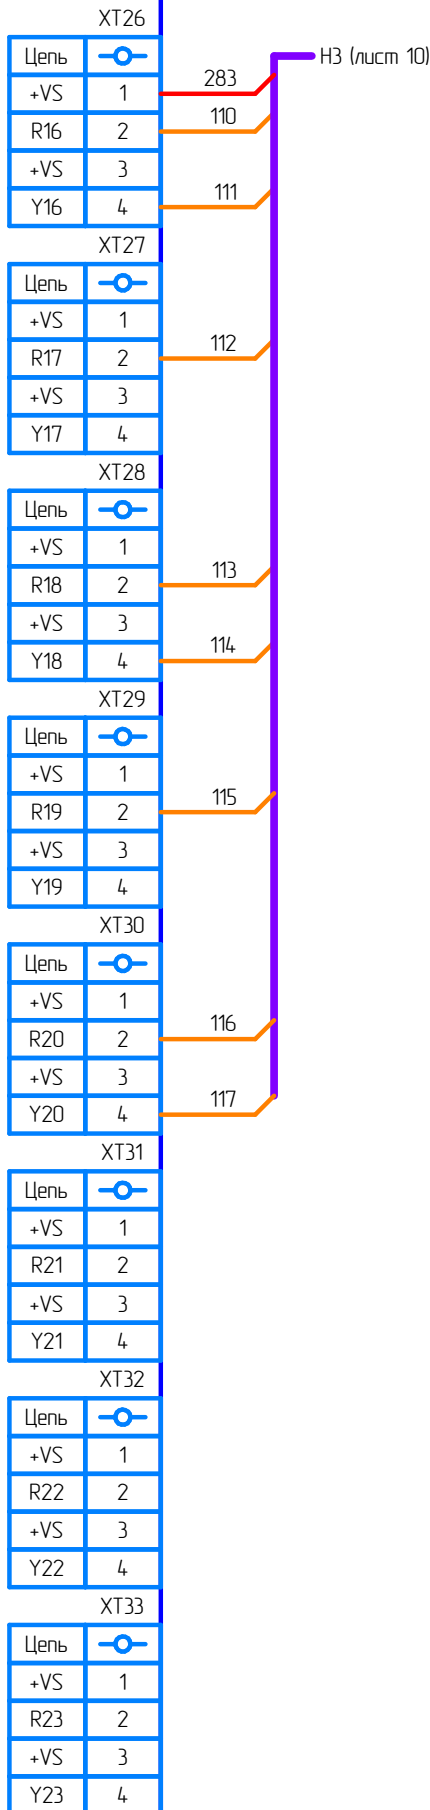 XT26
Цепь
+VS 1 283
R16 2 110
+VS 3
Y16 4 111
Н3 (лист 10)
XT27
Цепь
+VS 1
R17 2 112
+VS 3
Y17 4
XT28
Цепь
+VS 1
R18 2 113
+VS 3
Y18 4 114
XT29
Цепь
+VS 1
R19 2 115
+VS 3
Y19 4
XT30
Цепь
+VS 1
R20 2 116
+VS 3
Y20 4 117
XT31
Цепь
+VS 1
R21 2
+VS 3
Y21 4
XT32
Цепь
+VS 1
R22 2
+VS 3
Y22 4
XT33
Цепь
+VS 1
R23 2
+VS 3
Y23 4